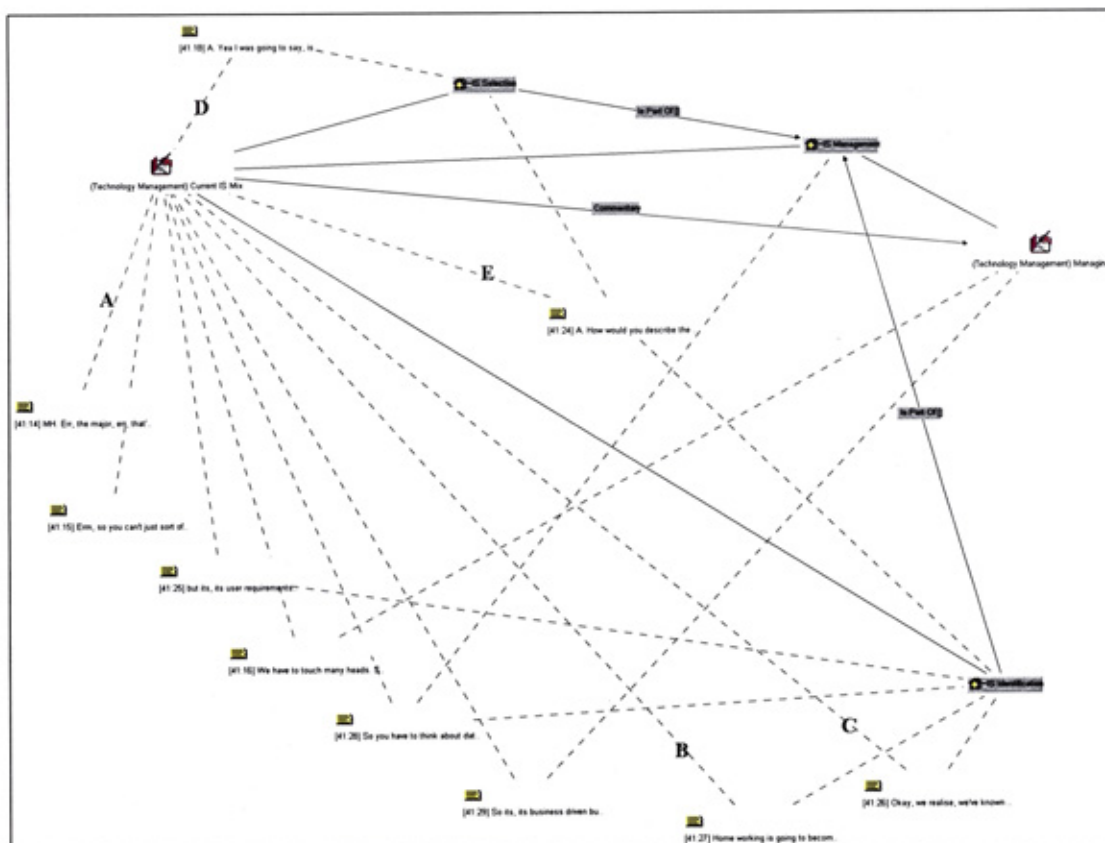 [41:18] A. Yea I was going to say, is
~IS Selection
D
Is Part Of[]
~IS Management
(Technology Management) Current IS Mix
Commentary
(Technology Management) Managin
E
A
[41:24] A. How would you describe the
[41:14] MH. Err, the major, err, that'..
Is Part Of[]
[41:15] Erm, so you can't just sort of..
[41:25] but its, its user requirements
[41:16] We have to touch many heads. S..
~IS Identification
[41:28] So you have to think about dat..
C
B
[41:29] So its, its business driven bu..
[41:26] Okay, we realise, we've known ..
[41:27] Home working is going to becom..